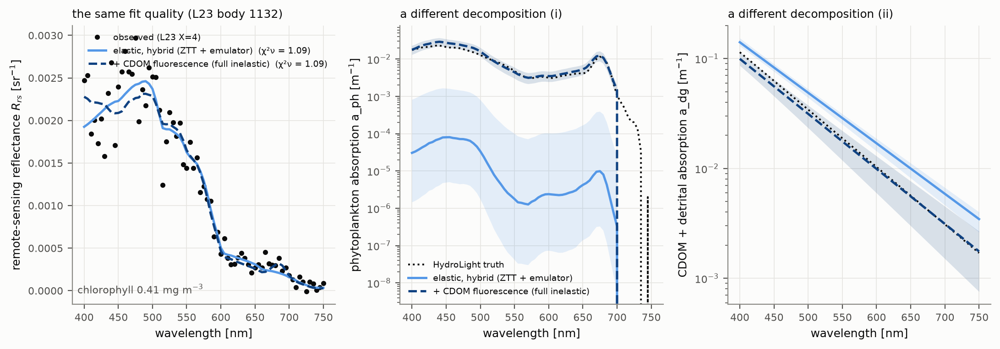 the same fit quality (L23 body 1132)
observed (L23 X=4)
elastic, hybrid (ZTT + emulator)  (χ²ν = 1.09)
+ CDOM fluorescence (full inelastic)  (χ²ν = 1.09)
remote-sensing reflectance Rrs [sr⁻¹]
0.0030
0.0025
0.0020
0.0015
0.0010
0.0005
0.0000
chlorophyll 0.41 mg m⁻³
400 450 500 550 600 650 700 750
wavelength [nm]
a different decomposition (i)
phytoplankton absorption a_ph [m⁻¹]
10⁻²
10⁻³
10⁻⁴
10⁻⁵
10⁻⁶
10⁻⁷
10⁻⁸
HydroLight truth
elastic, hybrid (ZTT + emulator)
+ CDOM fluorescence (full inelastic)
400 450 500 550 600 650 700 750
wavelength [nm]
a different decomposition (ii)
CDOM + detrital absorption a_dg [m⁻¹]
10⁻¹
10⁻²
10⁻³
400 450 500 550 600 650 700 750
wavelength [nm]